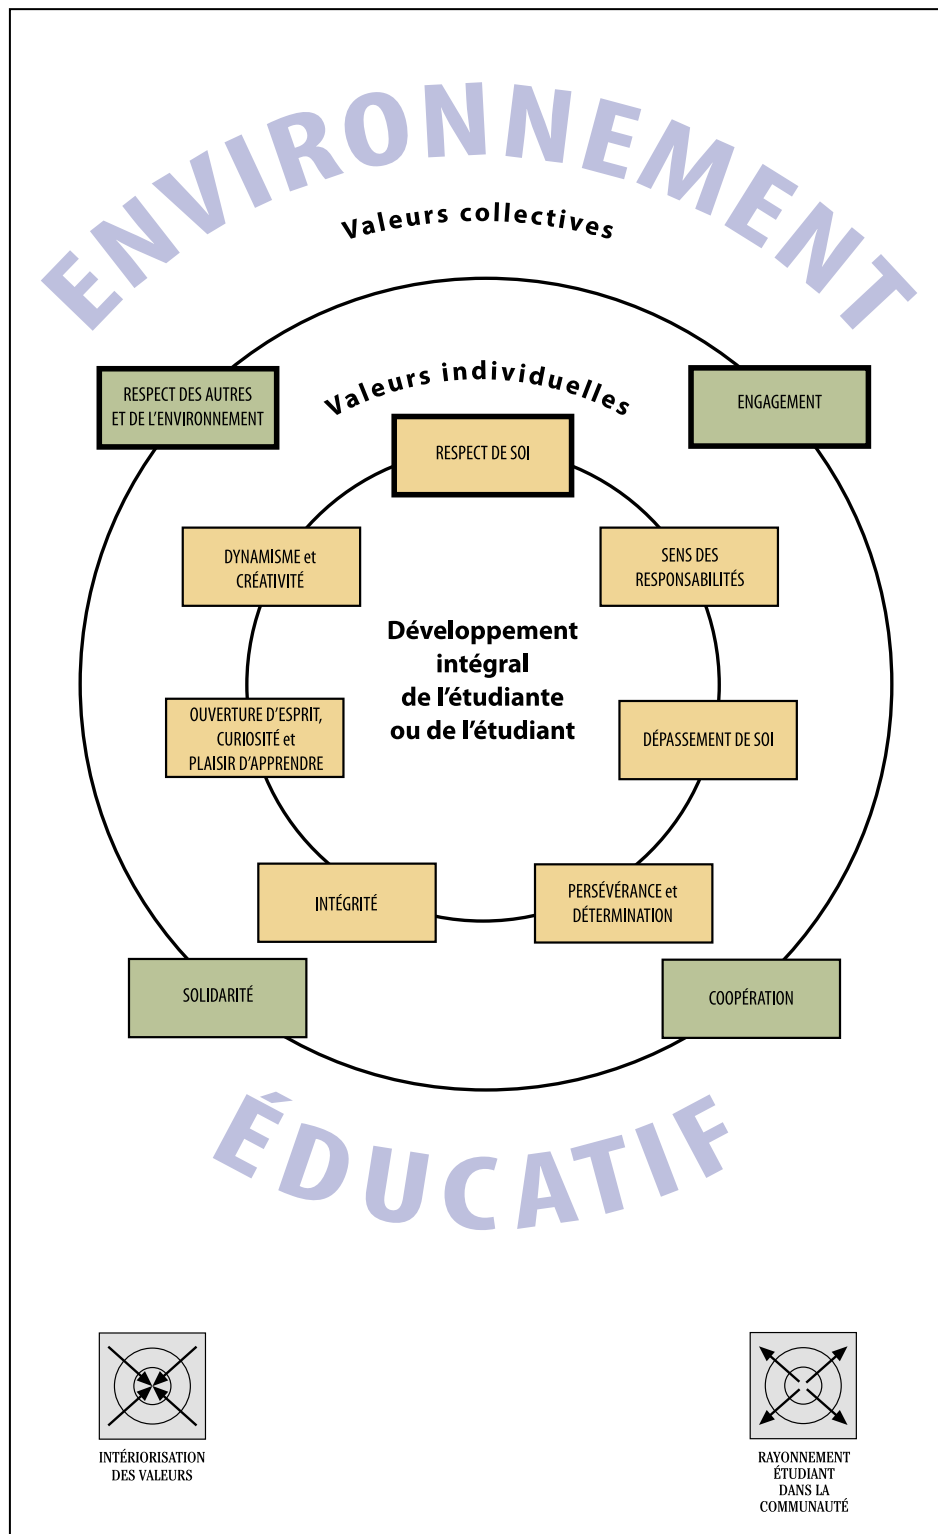 ENVIRONNEMENT
Valeurs collectives
RESPECT DES AUTRES
ET DE L'ENVIRONNEMENT
ENGAGEMENT
Valeurs individuelles
RESPECT DE SOI
DYNAMISME et
CRÉATIVITÉ
SENS DES
RESPONSABILITÉS
Développement
intégral
de l'étudiante
ou de l'étudiant
OUVERTURE D'ESPRIT,
CURIOSITÉ et
PLAISIR D'APPRENDRE
DÉPASSEMENT DE SOI
INTÉGRITÉ
PERSÉVÉRANCE et
DÉTERMINATION
SOLIDARITÉ
COOPÉRATION
ÉDUCATIF
INTÉRIORISATION
DES VALEURS
RAYONNEMENT
ÉTUDIANT
DANS LA
COMMUNAUTÉ